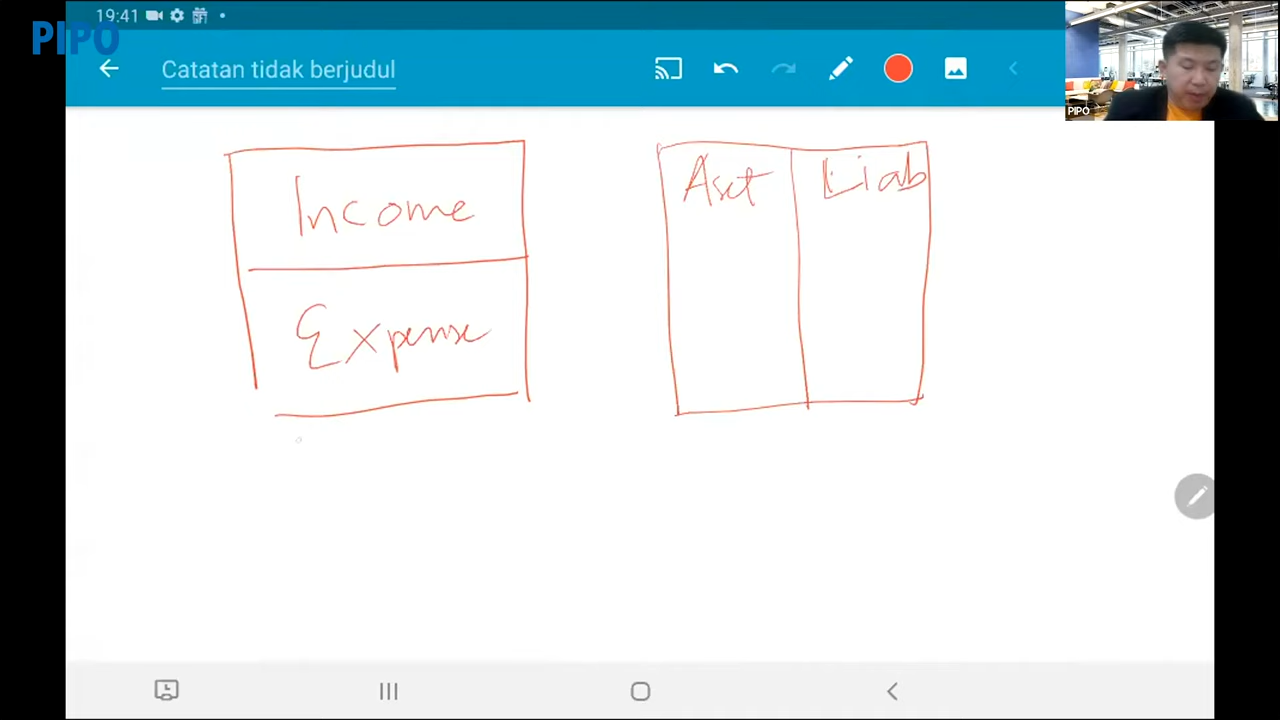 19:41
PIPO
Catatan tidak berjudul
PIPO
Income
Expense
Aset
Liab